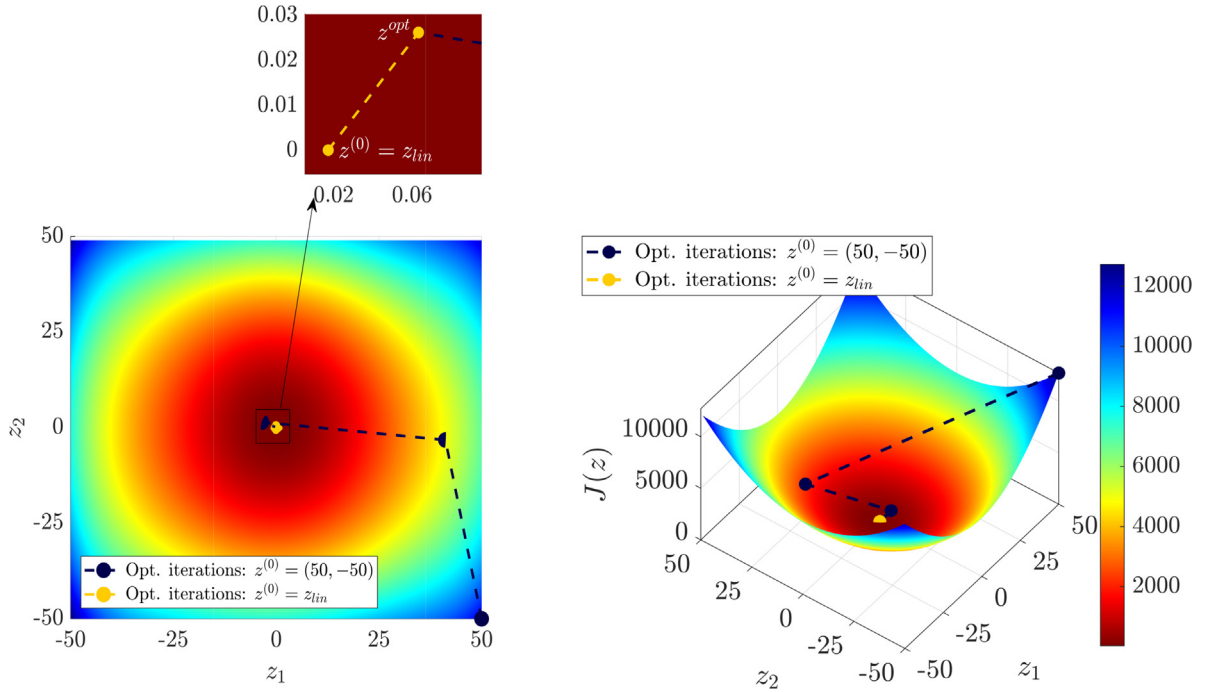 0.03
0.02
0.01
0
z^{opt}
z^{(0)} = z_{lin}
0.02 0.06
50
25
0
-25
-50
z_2
-50 -25 0 25 50
z_1
Opt. iterations: z^{(0)} = (50, −50)
Opt. iterations: z^{(0)} = z_{lin}
Opt. iterations: z^{(0)} = (50, −50)
Opt. iterations: z^{(0)} = z_{lin}
10000
5000
0
J(z)
50
25
0
-25
-50
z_2
50
25
0
-25
-50
z_1
12000
10000
8000
6000
4000
2000